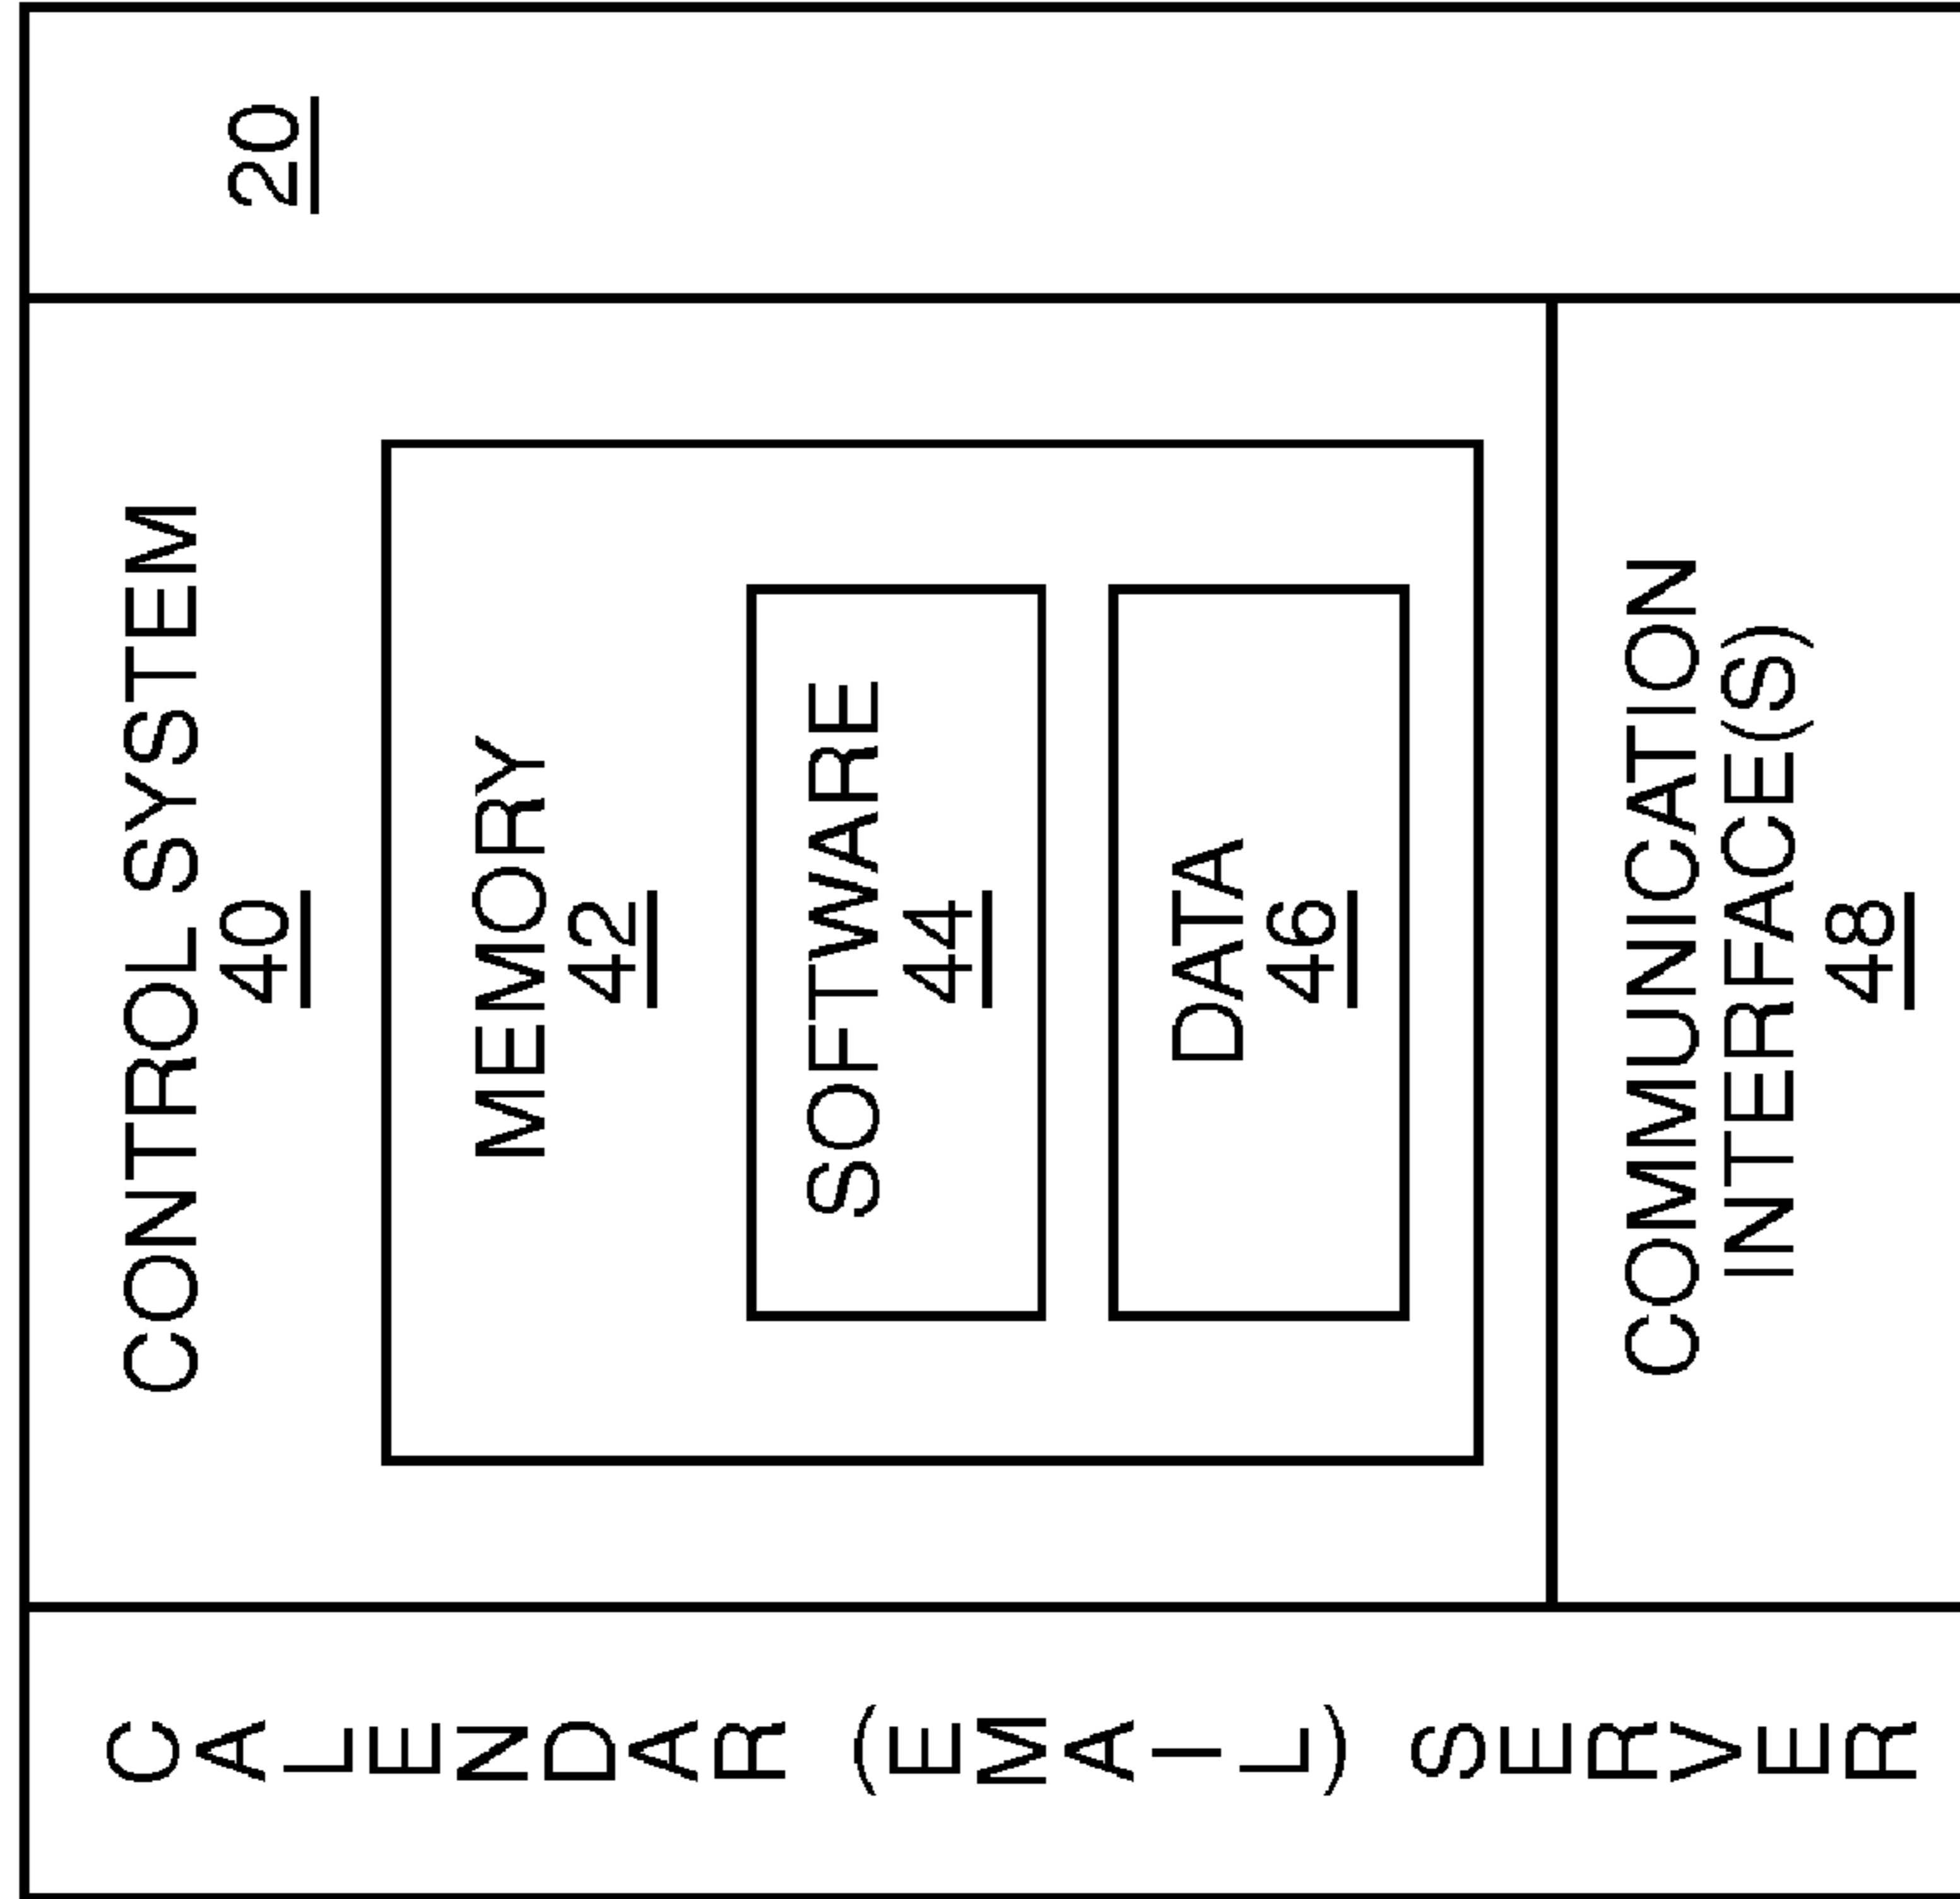 CALENDAR (EMAIL) SERVER
CONTROL SYSTEM
40
MEMORY
42
SOFTWARE
44
DATA
46
COMMUNICATION
INTERFACE(S)
48
20